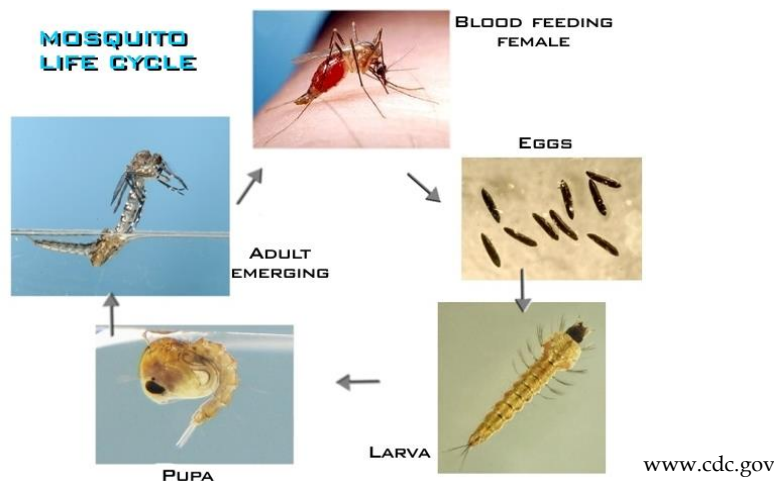 MOSQUITO
LIFE CYCLE
BLOOD FEEDING
FEMALE
EGGS
ADULT
EMERGING
LARVA
PUPA
www.cdc.gov